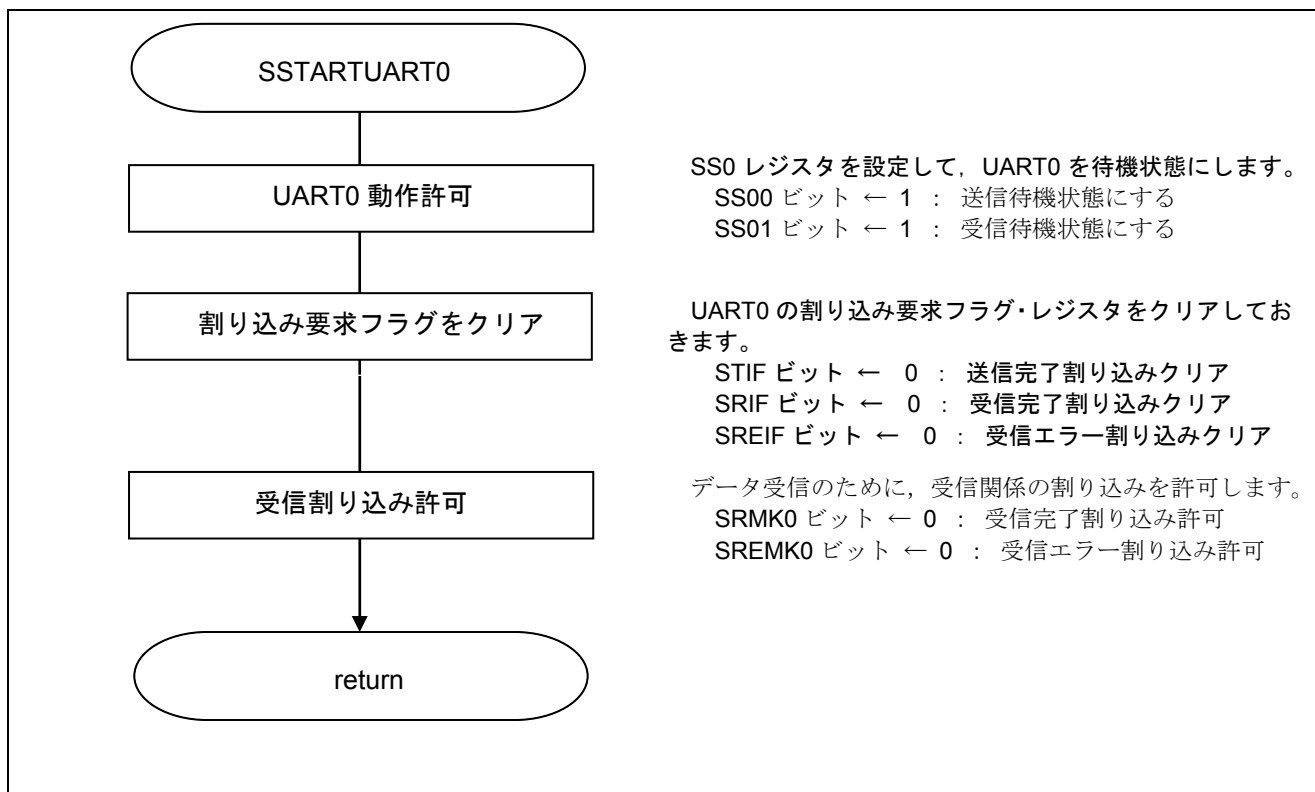 SSTARTUART0
UART0 動作許可
SS0 レジスタを設定して，UART0 を待機状態にします。
SS00 ビット ← 1 ： 送信待機状態にする
SS01 ビット ← 1 ： 受信待機状態にする
割り込み要求フラグをクリア
UART0 の割り込み要求フラグ・レジスタをクリアしてお
きます。
STIF ビット ← 0 ： 送信完了割り込みクリア
SRIF ビット ← 0 ： 受信完了割り込みクリア
SREIF ビット ← 0 ： 受信エラー割り込みクリア
受信割り込み許可
データ受信のために，受信関係の割り込みを許可します。
SRMK0 ビット ← 0 ： 受信完了割り込み許可
SREMK0 ビット ← 0 ： 受信エラー割り込み許可
return